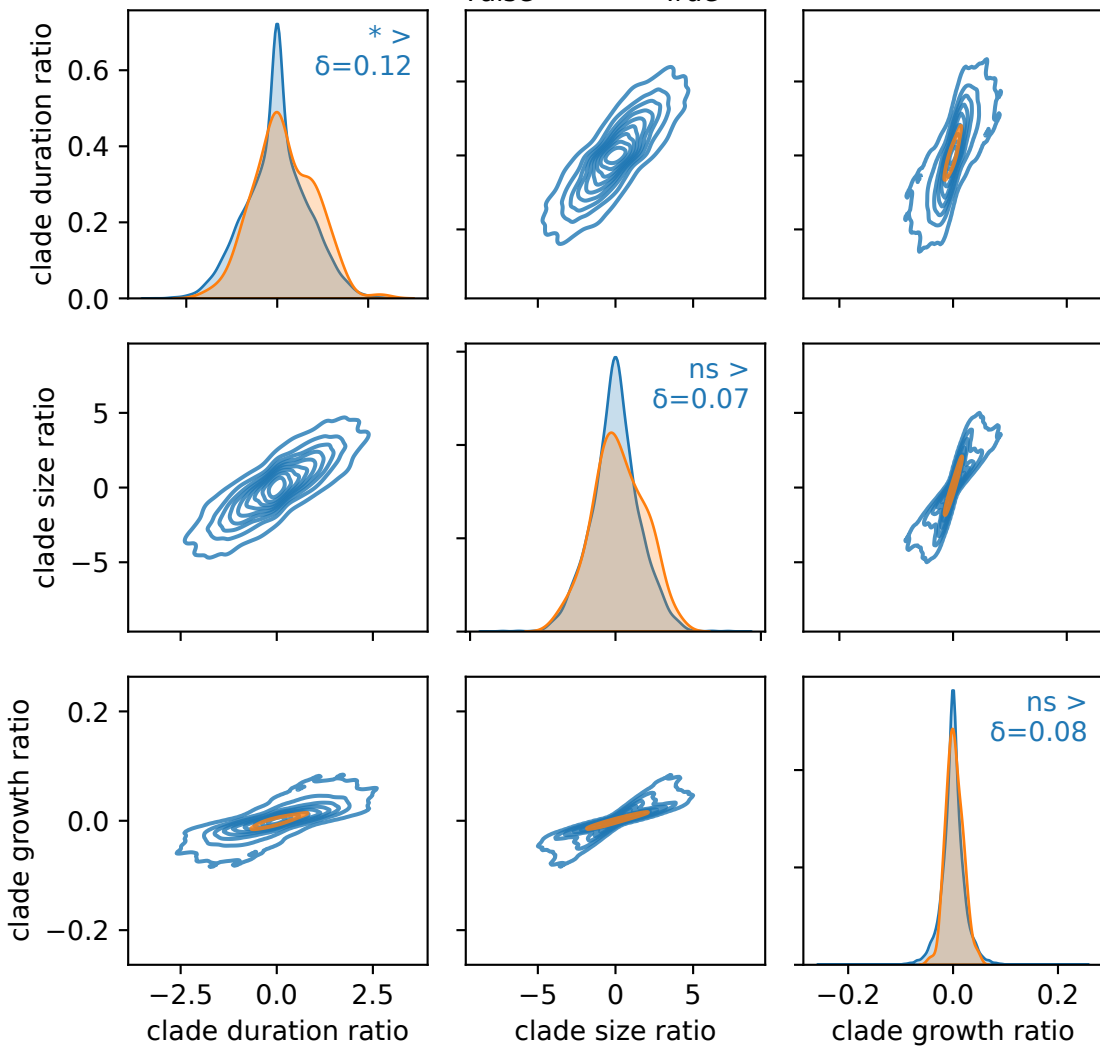 * >
δ=0.12
clade duration ratio
0.6
0.4
0.2
0.0
ns >
δ=0.07
clade size ratio
5
0
−5
ns >
δ=0.08
clade growth ratio
0.2
0.0
−0.2
−2.5 0.0 2.5 −5 0 5 −0.2 0.0 0.2
clade duration ratio clade size ratio clade growth ratio